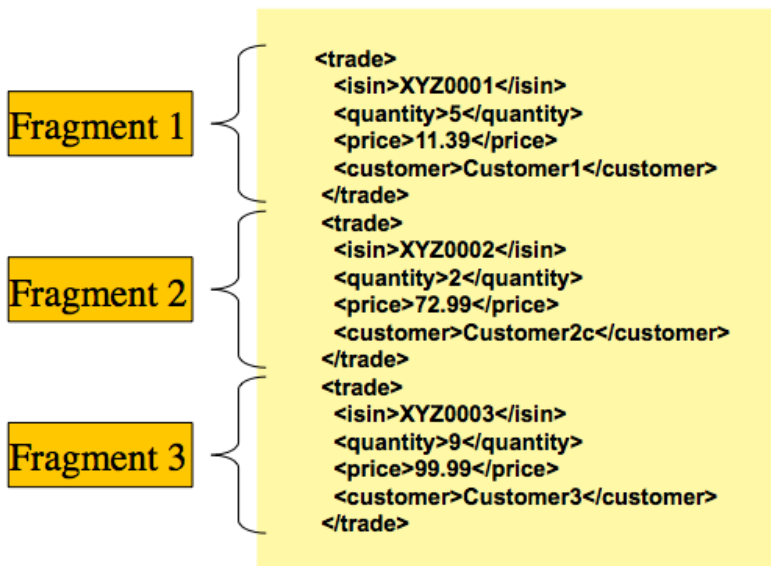 <trade>
<isin>XYZ0001</isin>
<quantity>5</quantity>
Fragment 1
<price>11.39</price>
<customer>Customer1</customer>
</trade>
<trade>
<isin>XYZ0002</isin>
<quantity>2</quantity>
Fragment 2
<price>72.99</price>
<customer>Customer2c</customer>
</trade>
<trade>
<isin>XYZ0003</isin>
<quantity>9</quantity>
Fragment 3
<price>99.99</price>
<customer>Customer3</customer>
</trade>